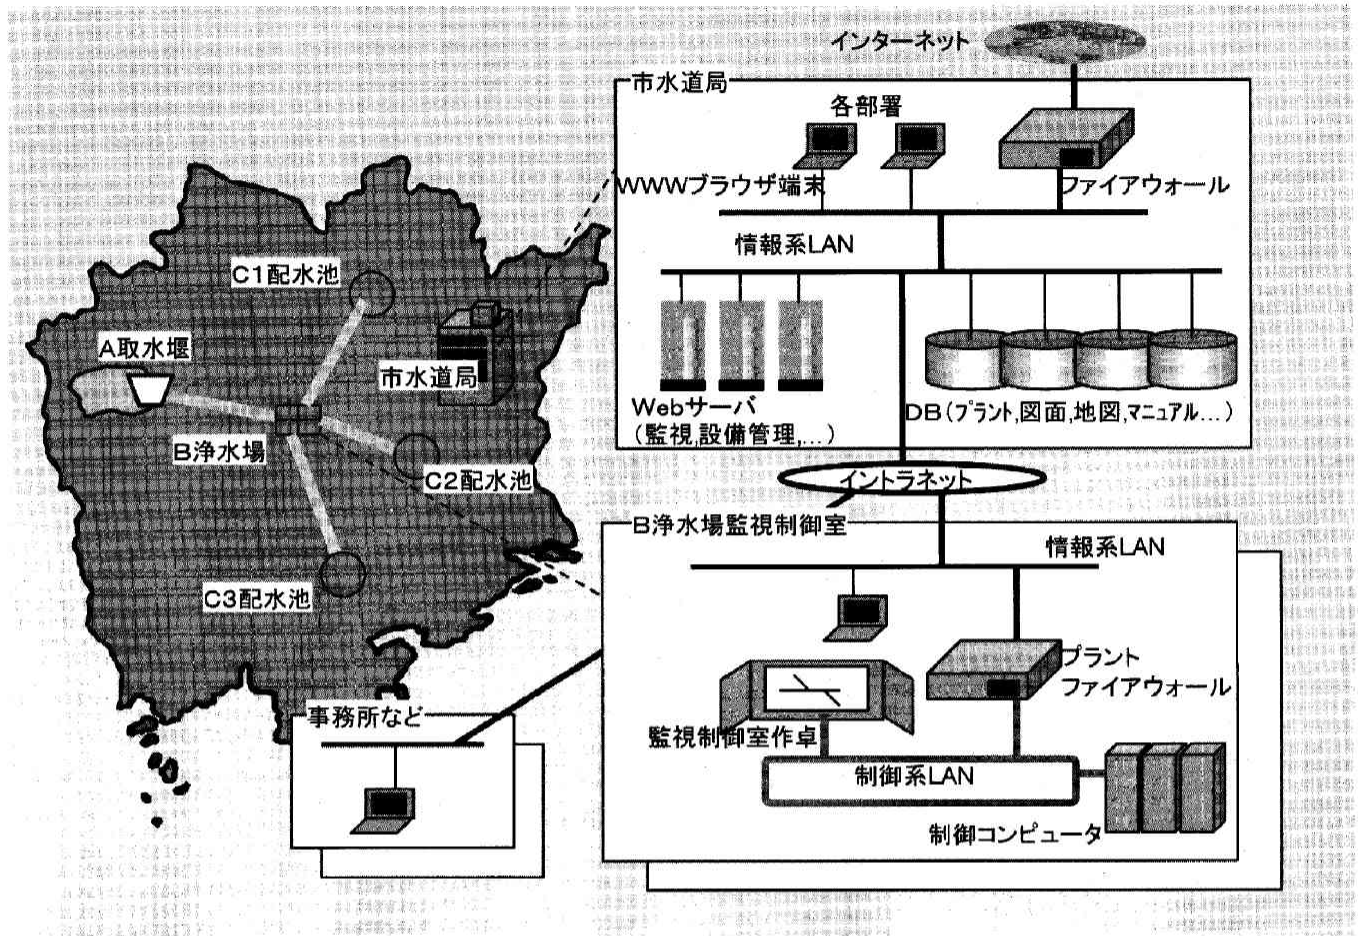 インターネット
市水道局
各部署
WWWブラウザ端末
ファイアウォール
情報系LAN
C1配水池
A取水堰
市水道局
B浄水場
C2配水池
C3配水池
Webサーバ
(監視,設備管理,...)
DB(プラント,図面,地図,マニュアル...)
イントラネット
B浄水場監視制御室
情報系LAN
プラント
ファイアウォール
監視制御室作卓
制御系LAN
制御コンピュータ
事務所など